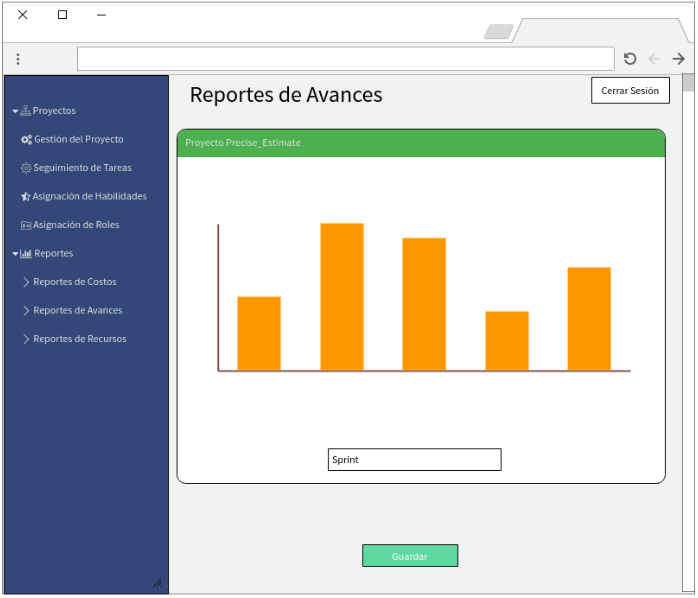 Reportes de Avances
Cerrar Sesión
Proyectos
Gestión del Proyecto
Seguimiento de Tareas
Asignación de Habilidades
Asignación de Roles
Reportes
Reportes de Costos
Reportes de Avances
Reportes de Recursos
Proyecto Precise_Estimate
Sprint
Guardar